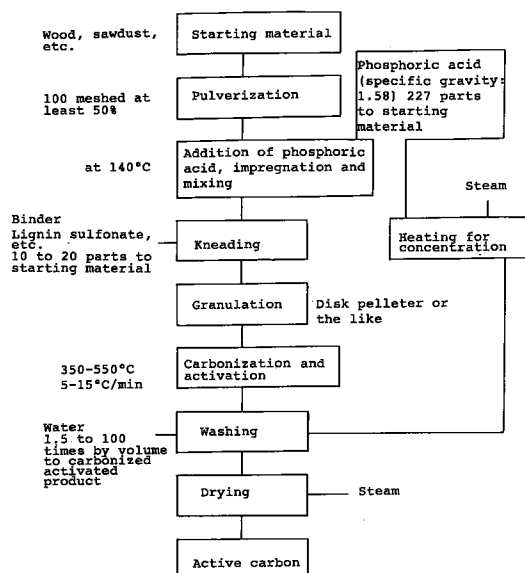 Wood, sawdust,
etc.
Starting material
Phosphoric acid
(specific gravity:
1.58) 227 parts
to starting
material
100 meshed at
least 50%
Pulverization
at 140°C
Addition of phosphoric
acid, impregnation and
mixing
Steam
Binder
Lignin sulfonate,
etc.
10 to 20 parts to
starting material
Kneading
Heating for
concentration
Granulation
Disk pelleter or
the like
350-550°C
5-15°C/min
Carbonization and
activation
Water
1.5 to 100
times by volume
to carbonized
activated
product
Washing
Drying
Steam
Active carbon